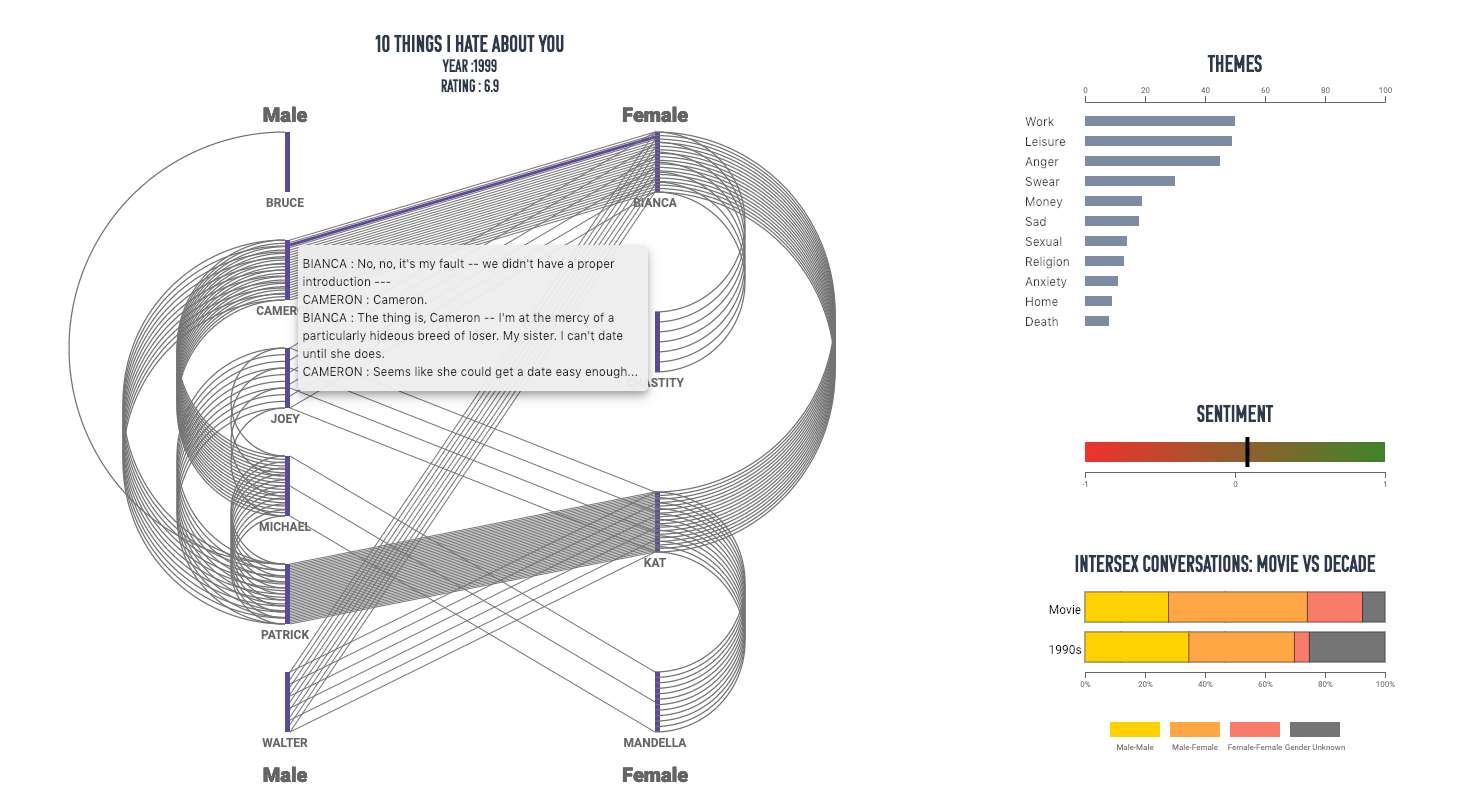 10 THINGS I HATE ABOUT YOU
YEAR :1999
RATING : 6.9
Male
Female
BRUCE
BIANCA
CAMER
BIANCA : No, no, it's my fault -- we didn't have a proper
introduction ---
CAMERON : Cameron.
BIANCA : The thing is, Cameron -- I'm at the mercy of a
particularly hideous breed of loser. My sister. I can't date
until she does.
CAMERON : Seems like she could get a date easy enough...
CHASTITY
JOEY
MICHAEL
KAT
PATRICK
WALTER
MANDELLA
Male
Female
THEMES
0 20 40 60 80 100
Work
Leisure
Anger
Swear
Money
Sad
Sexual
Religion
Anxiety
Home
Death
SENTIMENT
-1 0 1
INTERSEX CONVERSATIONS: MOVIE VS DECADE
Movie
1990s
0% 20% 40% 60% 80% 100%
Male-Male Male-Female Female-Female Gender Unknown